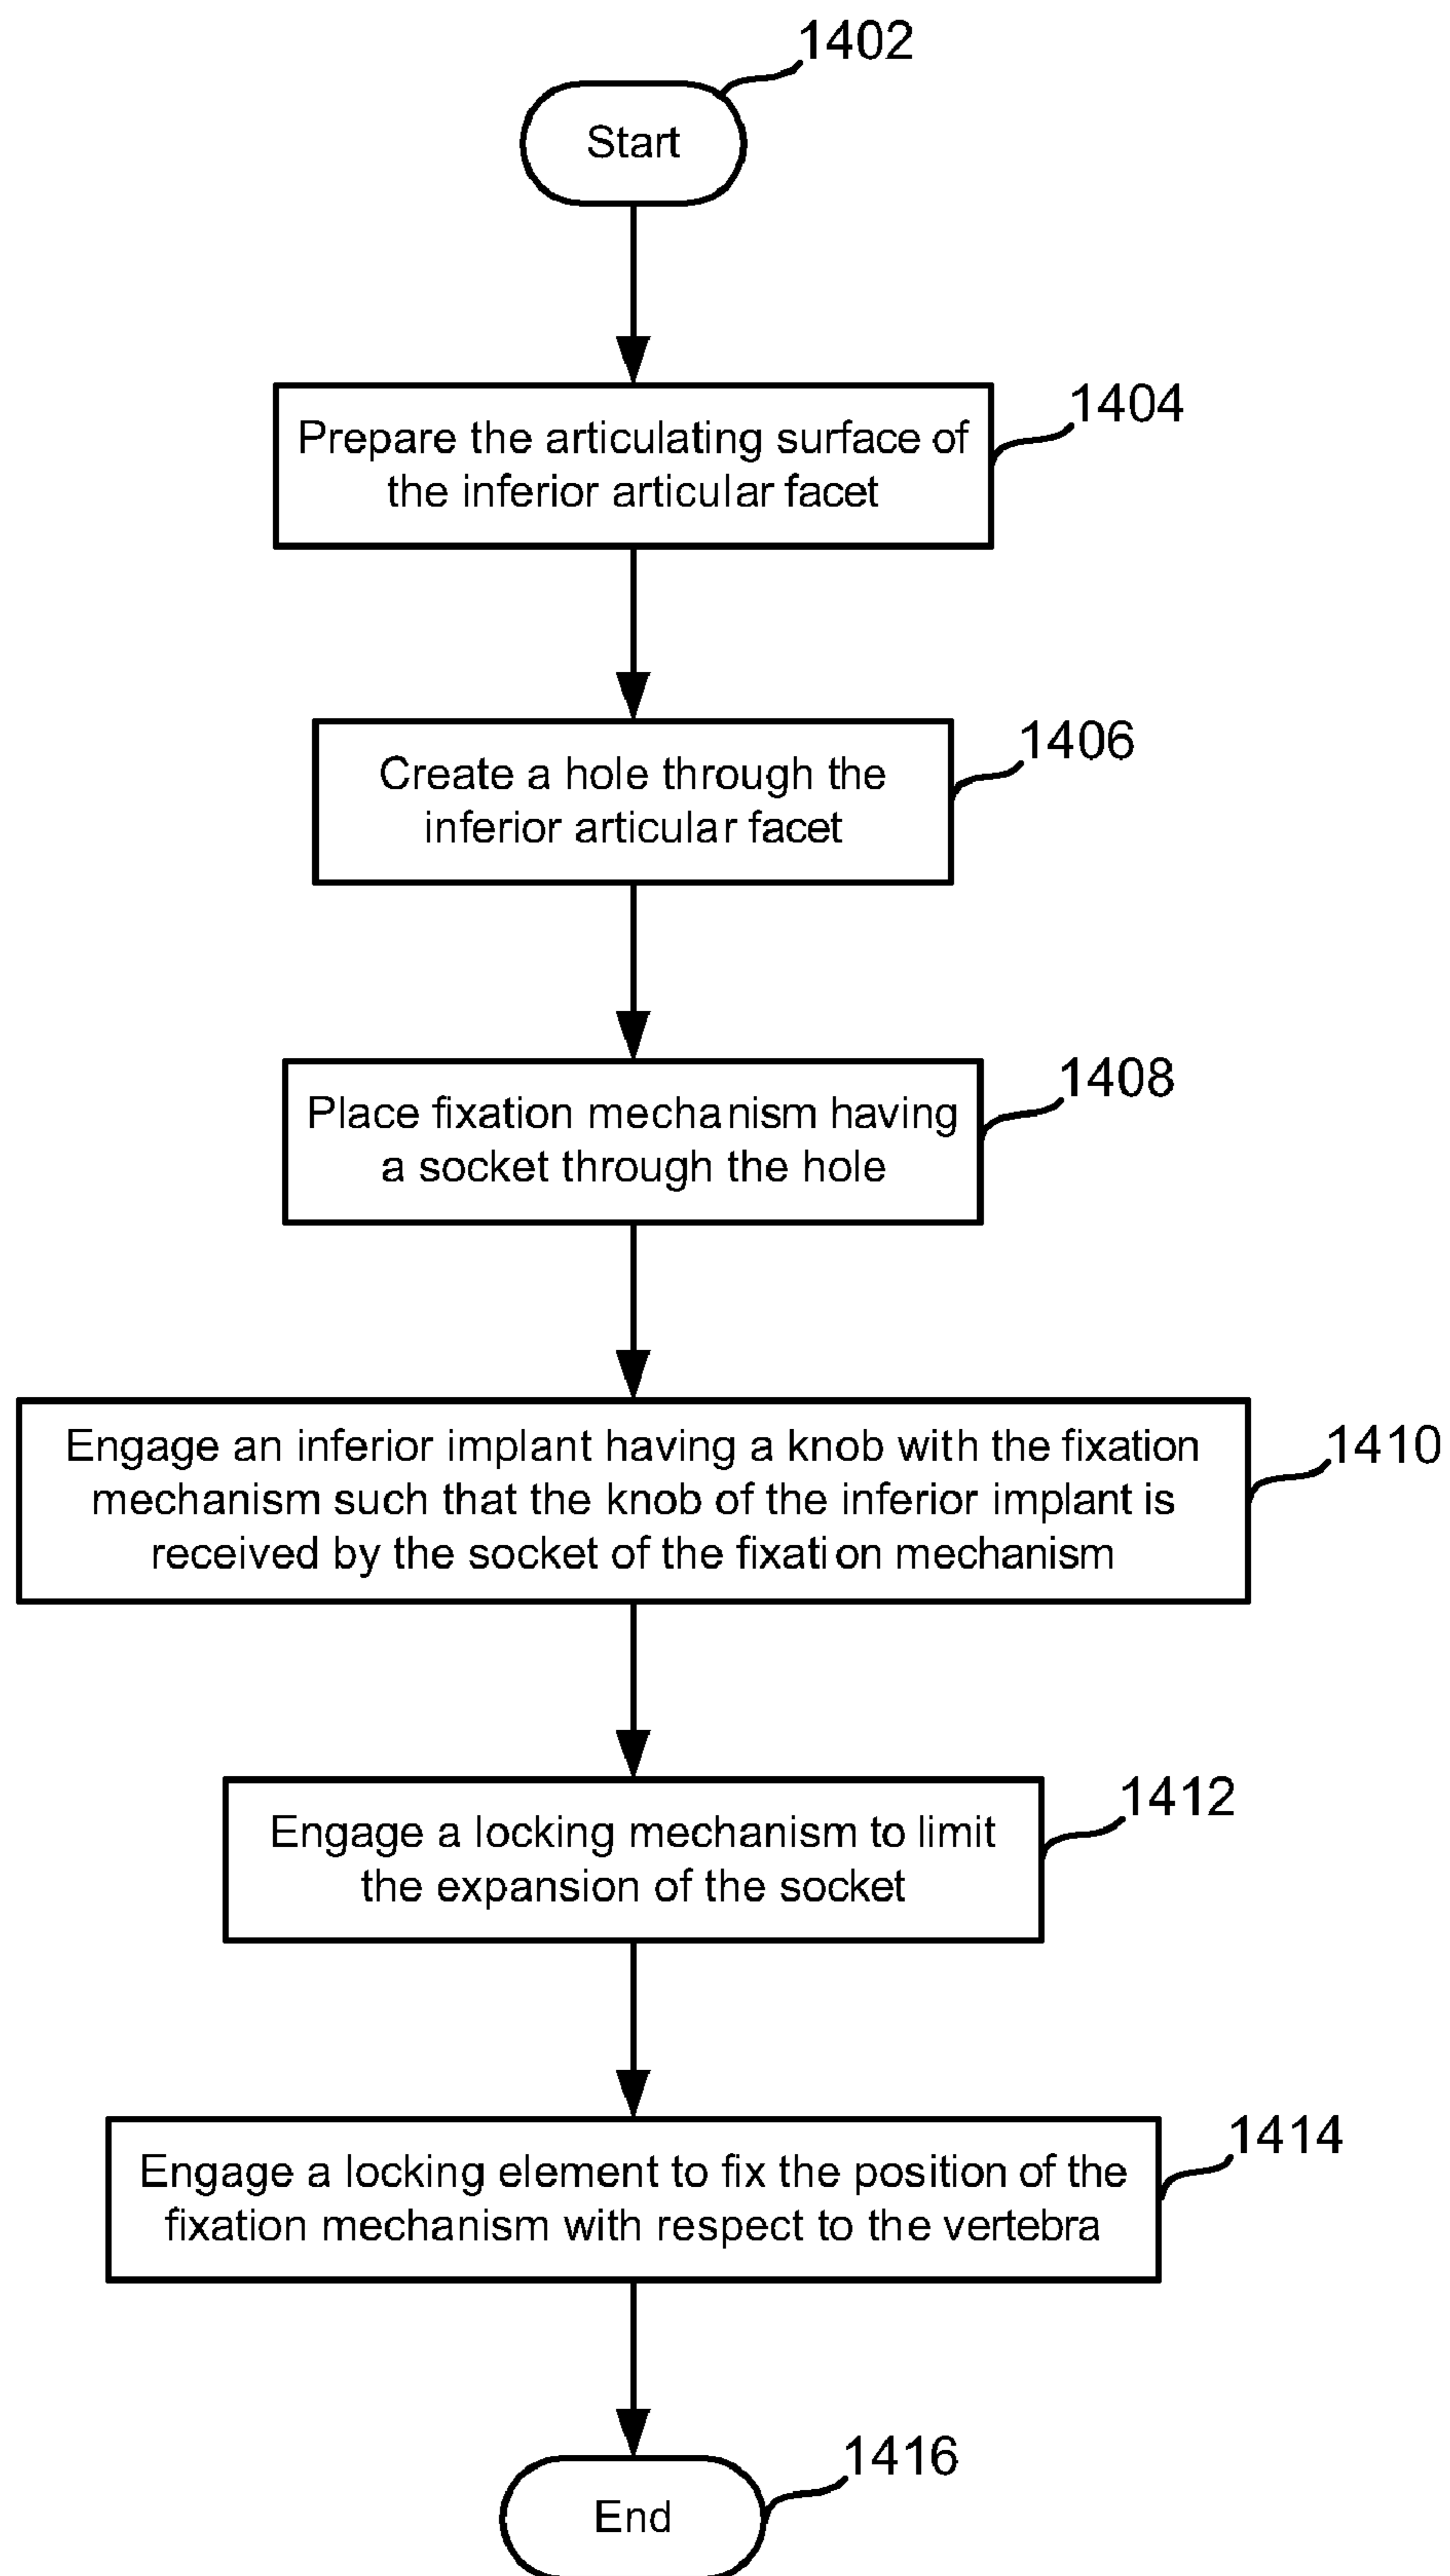 1402
Start
1404
Prepare the articulating surface of
the inferior articular facet
1406
Create a hole through the
inferior articular facet
1408
Place fixation mechanism having
a socket through the hole
1410
Engage an inferior implant having a knob with the fixation
mechanism such that the knob of the inferior implant is
received by the socket of the fixation mechanism
1412
Engage a locking mechanism to limit
the expansion of the socket
1414
Engage a locking element to fix the position of the
fixation mechanism with respect to the vertebra
1416
End